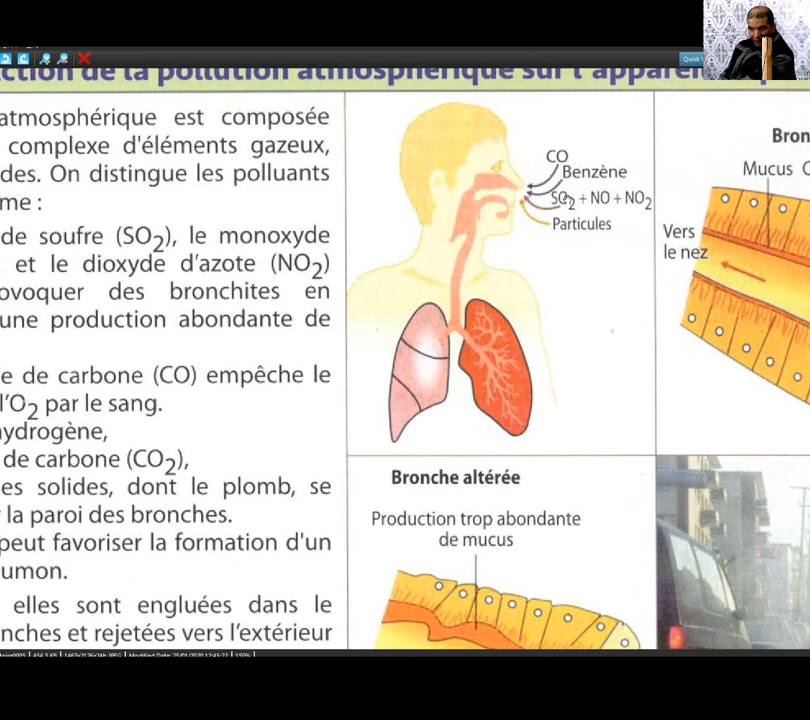 Quick
ction de la pollution atmosphérique sur l'apparei
atmosphérique est composée
complexe d'éléments gazeux,
des. On distingue les polluants
me :
de soufre (SO2), le monoxyde
et le dioxyde d'azote (NO2)
ovoquer des bronchites en
une production abondante de
e de carbone (CO) empêche le
l'O2 par le sang.
hydrogène,
de carbone (CO2),
es solides, dont le plomb, se
r la paroi des bronches.
peut favoriser la formation d'un
umon.
elles sont engluées dans le
nches et rejetées vers l'extérieur
CO
Benzène
SO2 + NO + NO2
Particules
Bron
Mucus C
Vers
le nez
Bronche altérée
Production trop abondante
de mucus